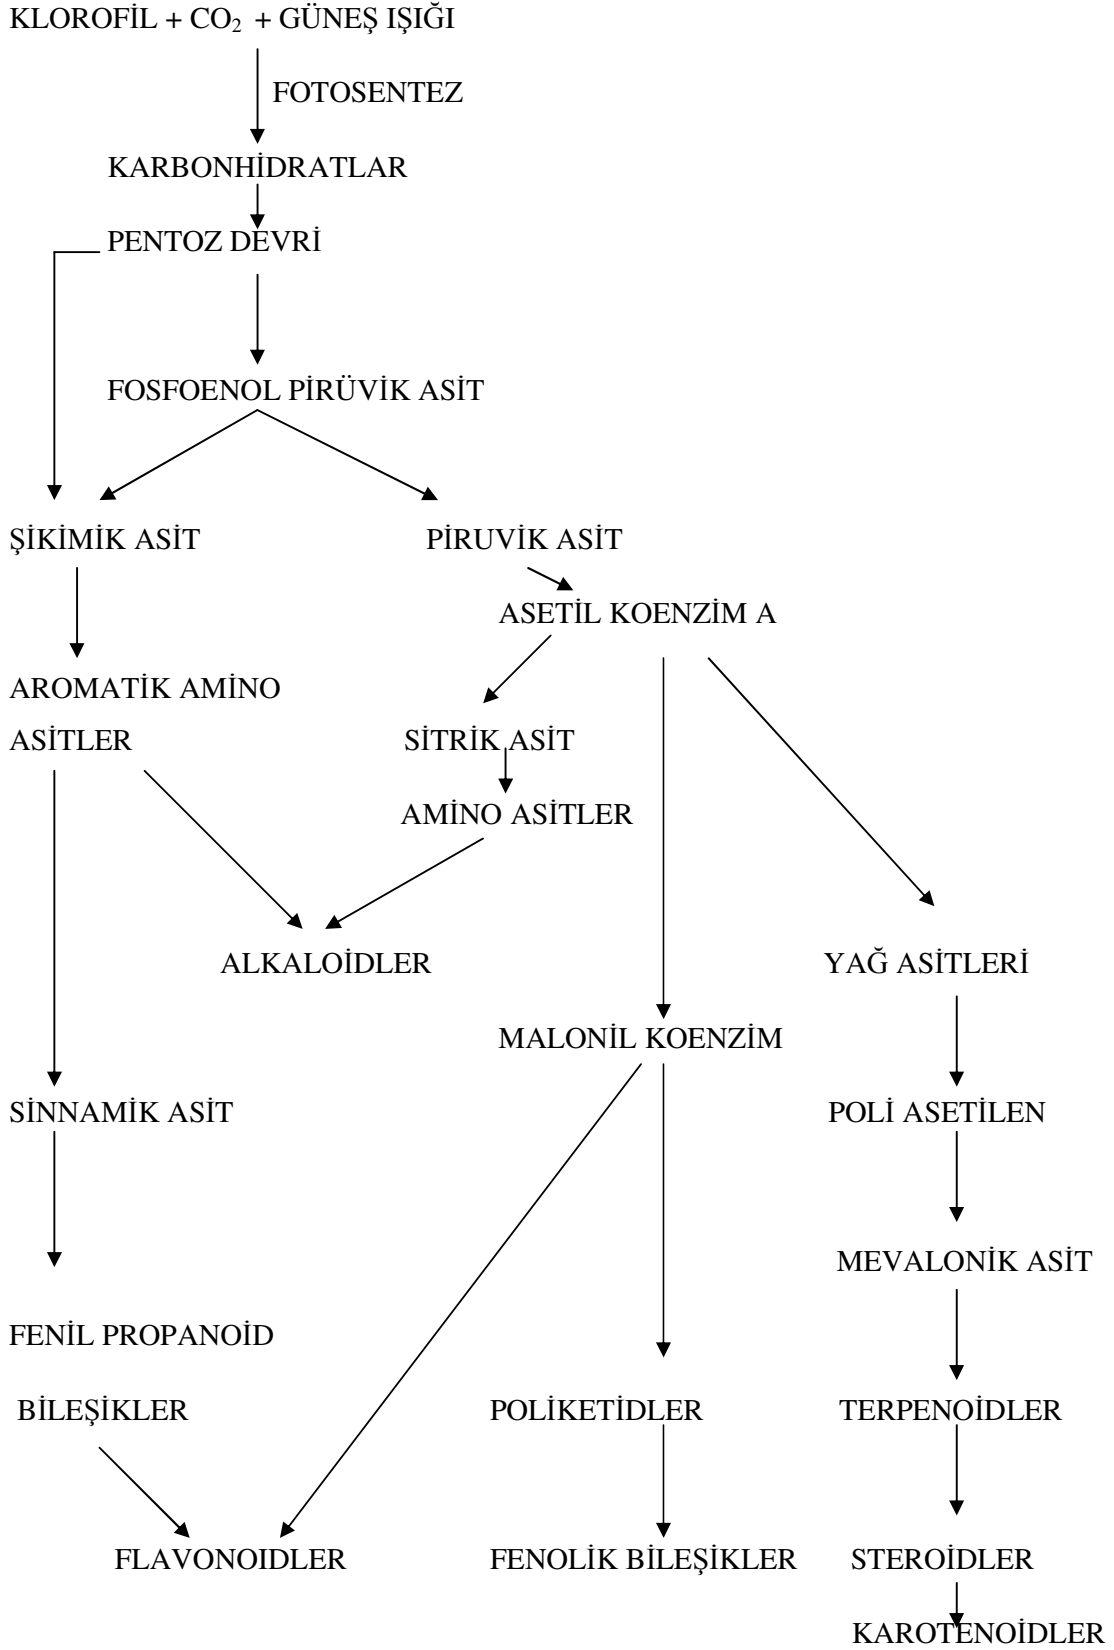 KLOROFİL + CO₂ + GÜNEŞ IŞIĞI
FOTOSENTEZ
KARBONHİDRATLAR
PENTOZ DEVRİ
FOSFOENOL PİRÜVİK ASİT
ŞİKİMİK ASİT
PİRUVİK ASİT
ASETİL KOENZİM A
AROMATİK AMİNO
ASİTLER
SİTRİK ASİT
AMİNO ASİTLER
ALKALOİDLER
YAĞ ASİTLERİ
MALONİL KOENZİM
SİNNAMİK ASİT
POLİ ASETİLEN
MEVALONİK ASİT
FENİL PROPANOİD
BİLEŞİKLER
POLİKETİDLER
TERPENOİDLER
FLAVONOIDLER
FENOLİK BİLEŞİKLER
STEROİDLER
KAROTENOİDLER